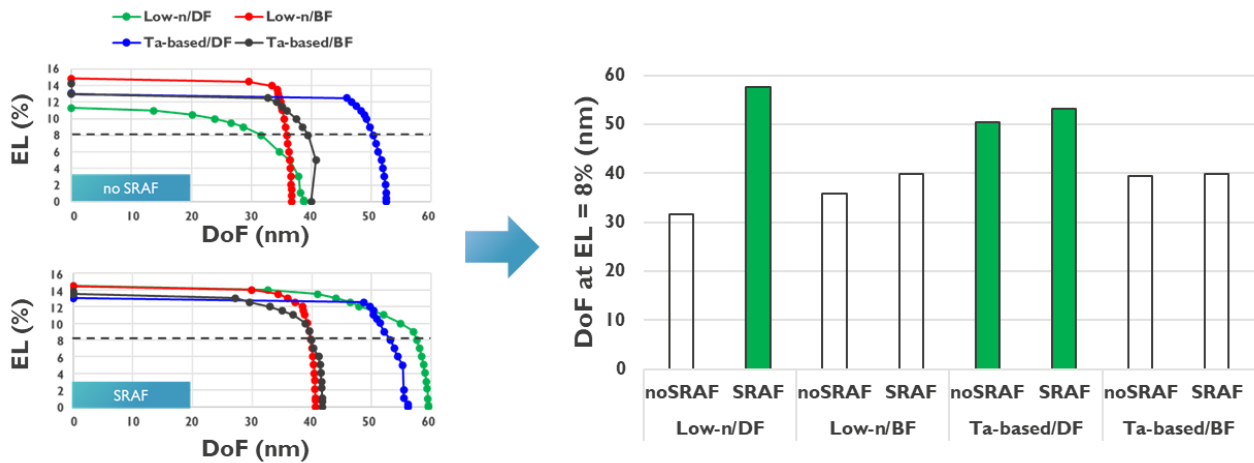 Low-n/DF Low-n/BF
Ta-based/DF Ta-based/BF
EL (%)
16
14
12
10
8
6
4
2
0
no SRAF
0 10 20 30 40 50 60
DoF (nm)
EL (%)
16
14
12
10
8
6
4
2
0
SRAF
0 10 20 30 40 50 60
DoF (nm)
DoF at EL = 8% (nm)
60
50
40
30
20
10
0
noSRAF SRAF noSRAF SRAF noSRAF SRAF noSRAF SRAF
Low-n/DF Low-n/BF Ta-based/DF Ta-based/BF